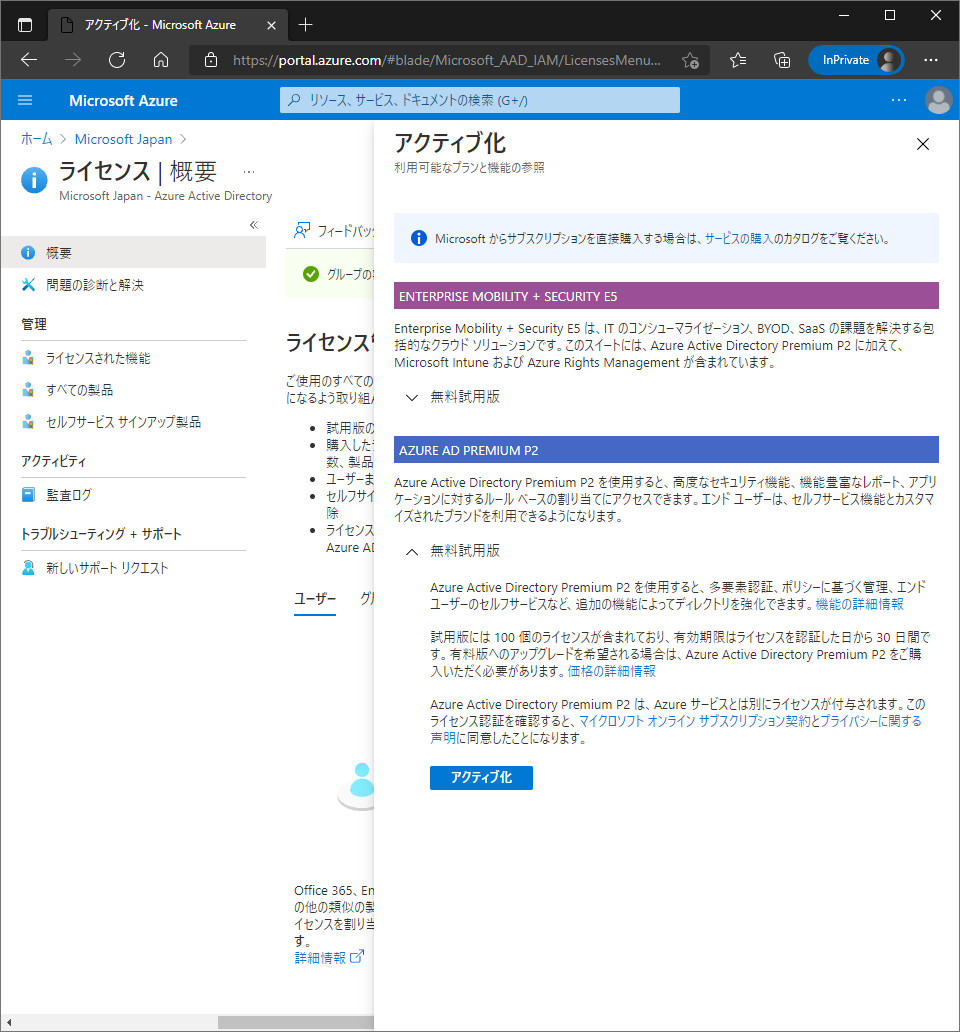 アクティブ化 - Microsoft Azure
https://portal.azure.com/#blade/Microsoft_AAD_IAM/LicensesMenu...
InPrivate
Microsoft Azure
リソース、サービス、ドキュメントの検索 (G+/)
ホーム > Microsoft Japan >
ライセンス | 概要 ...
Microsoft Japan - Azure Active Directory
概要
問題の診断と解決
管理
ライセンスされた機能
すべての製品
セルフサービス サインアップ製品
アクティビティ
監査ログ
トラブルシューティング + サポート
新しいサポート リクエスト
フィードバック
グループの
ライセンス
ご使用のすべての
になるよう取り組ん
試用版の
購入した
数、製品
ユーザーま
セルフサイ
除
ライセンス
Azure AD
ユーザー グル
Office 365、En
の他の類似の製
イセンスを割り当
す。
詳細情報
アクティブ化
利用可能なプランと機能の参照
Microsoft からサブスクリプションを直接購入する場合は、サービスの購入のカタログをご覧ください。
ENTERPRISE MOBILITY + SECURITY E5
Enterprise Mobility + Security E5 は、IT のコンシューマライゼーション、BYOD、SaaS の課題を解決する包
括的なクラウド ソリューションです。このスイートには、Azure Active Directory Premium P2 に加えて、
Microsoft Intune および Azure Rights Management が含まれています。
無料試用版
AZURE AD PREMIUM P2
Azure Active Directory Premium P2 を使用すると、高度なセキュリティ機能、機能豊富なレポート、アプリ
ケーションに対するルール ベースの割り当てにアクセスできます。エンド ユーザーは、セルフサービス機能とカスタマ
イズされたブランドを利用できるようになります。
無料試用版
Azure Active Directory Premium P2 を使用すると、多要素認証、ポリシーに基づく管理、エンド
ユーザーのセルフサービスなど、追加の機能によってディレクトリを強化できます。機能の詳細情報
試用版には 100 個のライセンスが含まれており、有効期限はライセンスを認証した日から 30 日間で
す。有料版へのアップグレードを希望される場合は、Azure Active Directory Premium P2 をご購
入いただく必要があります。価格の詳細情報
Azure Active Directory Premium P2 は、Azure サービスとは別にライセンスが付与されます。この
ライセンス認証を確認すると、マイクロソフト オンライン サブスクリプション契約とプライバシーに関する
声明に同意したことになります。
アクティブ化